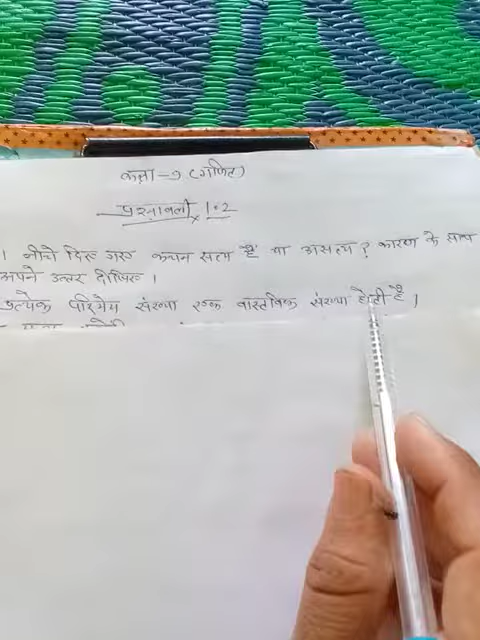 कक्षा-9 (गणित)
प्रश्नावली 1.2
1 नीचे दिए गए कथन सत्य हैं या असत्य? कारण के साथ
अपने उत्तर दीजिए।
प्रत्येक परिमेय संख्या एक वास्तविक संख्या होती है।